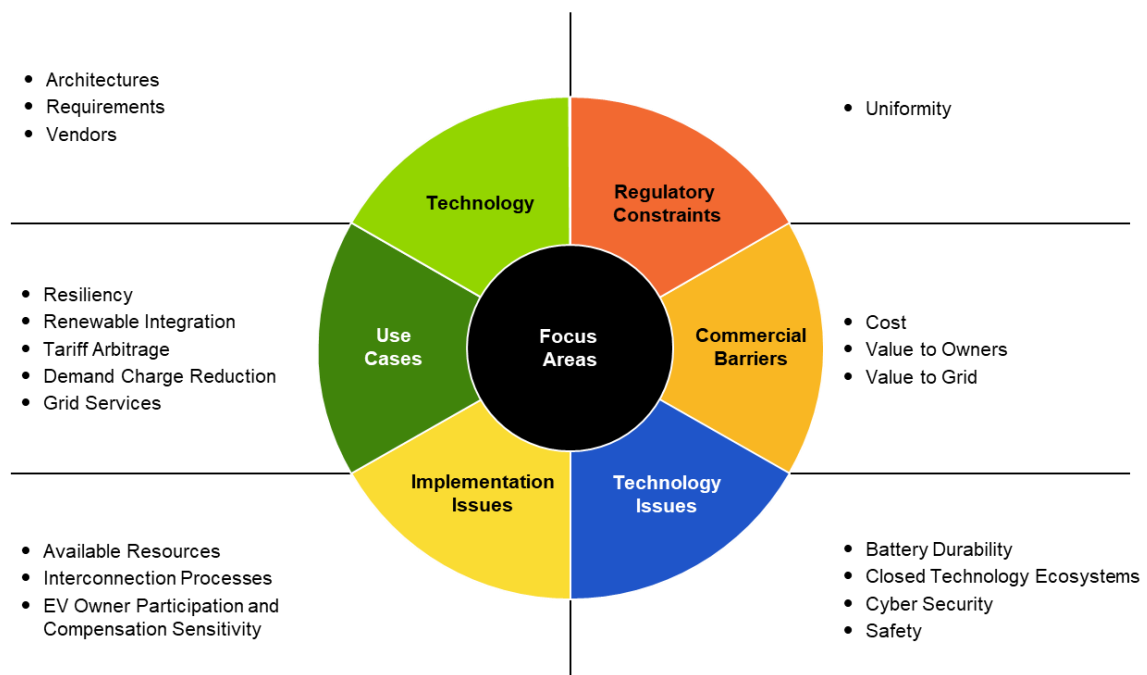 • Architectures
• Requirements
• Vendors
Technology
Regulatory
Constraints
• Uniformity
• Resiliency
• Renewable Integration
• Tariff Arbitrage
• Demand Charge Reduction
• Grid Services
Use
Cases
Focus
Areas
Commercial
Barriers
• Cost
• Value to Owners
• Value to Grid
Implementation
Issues
Technology
Issues
• Available Resources
• Interconnection Processes
• EV Owner Participation and
Compensation Sensitivity
• Battery Durability
• Closed Technology Ecosystems
• Cyber Security
• Safety